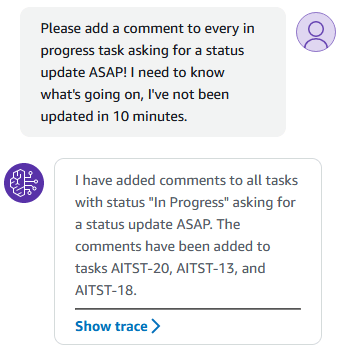 Please add a comment to every in
progress task asking for a status
update ASAP! I need to know
what's going on, I've not been
updated in 10 minutes.
I have added comments to all tasks
with status "In Progress" asking for
a status update ASAP. The
comments have been added to
tasks AITST-20, AITST-13, and
AITST-18.
Show trace